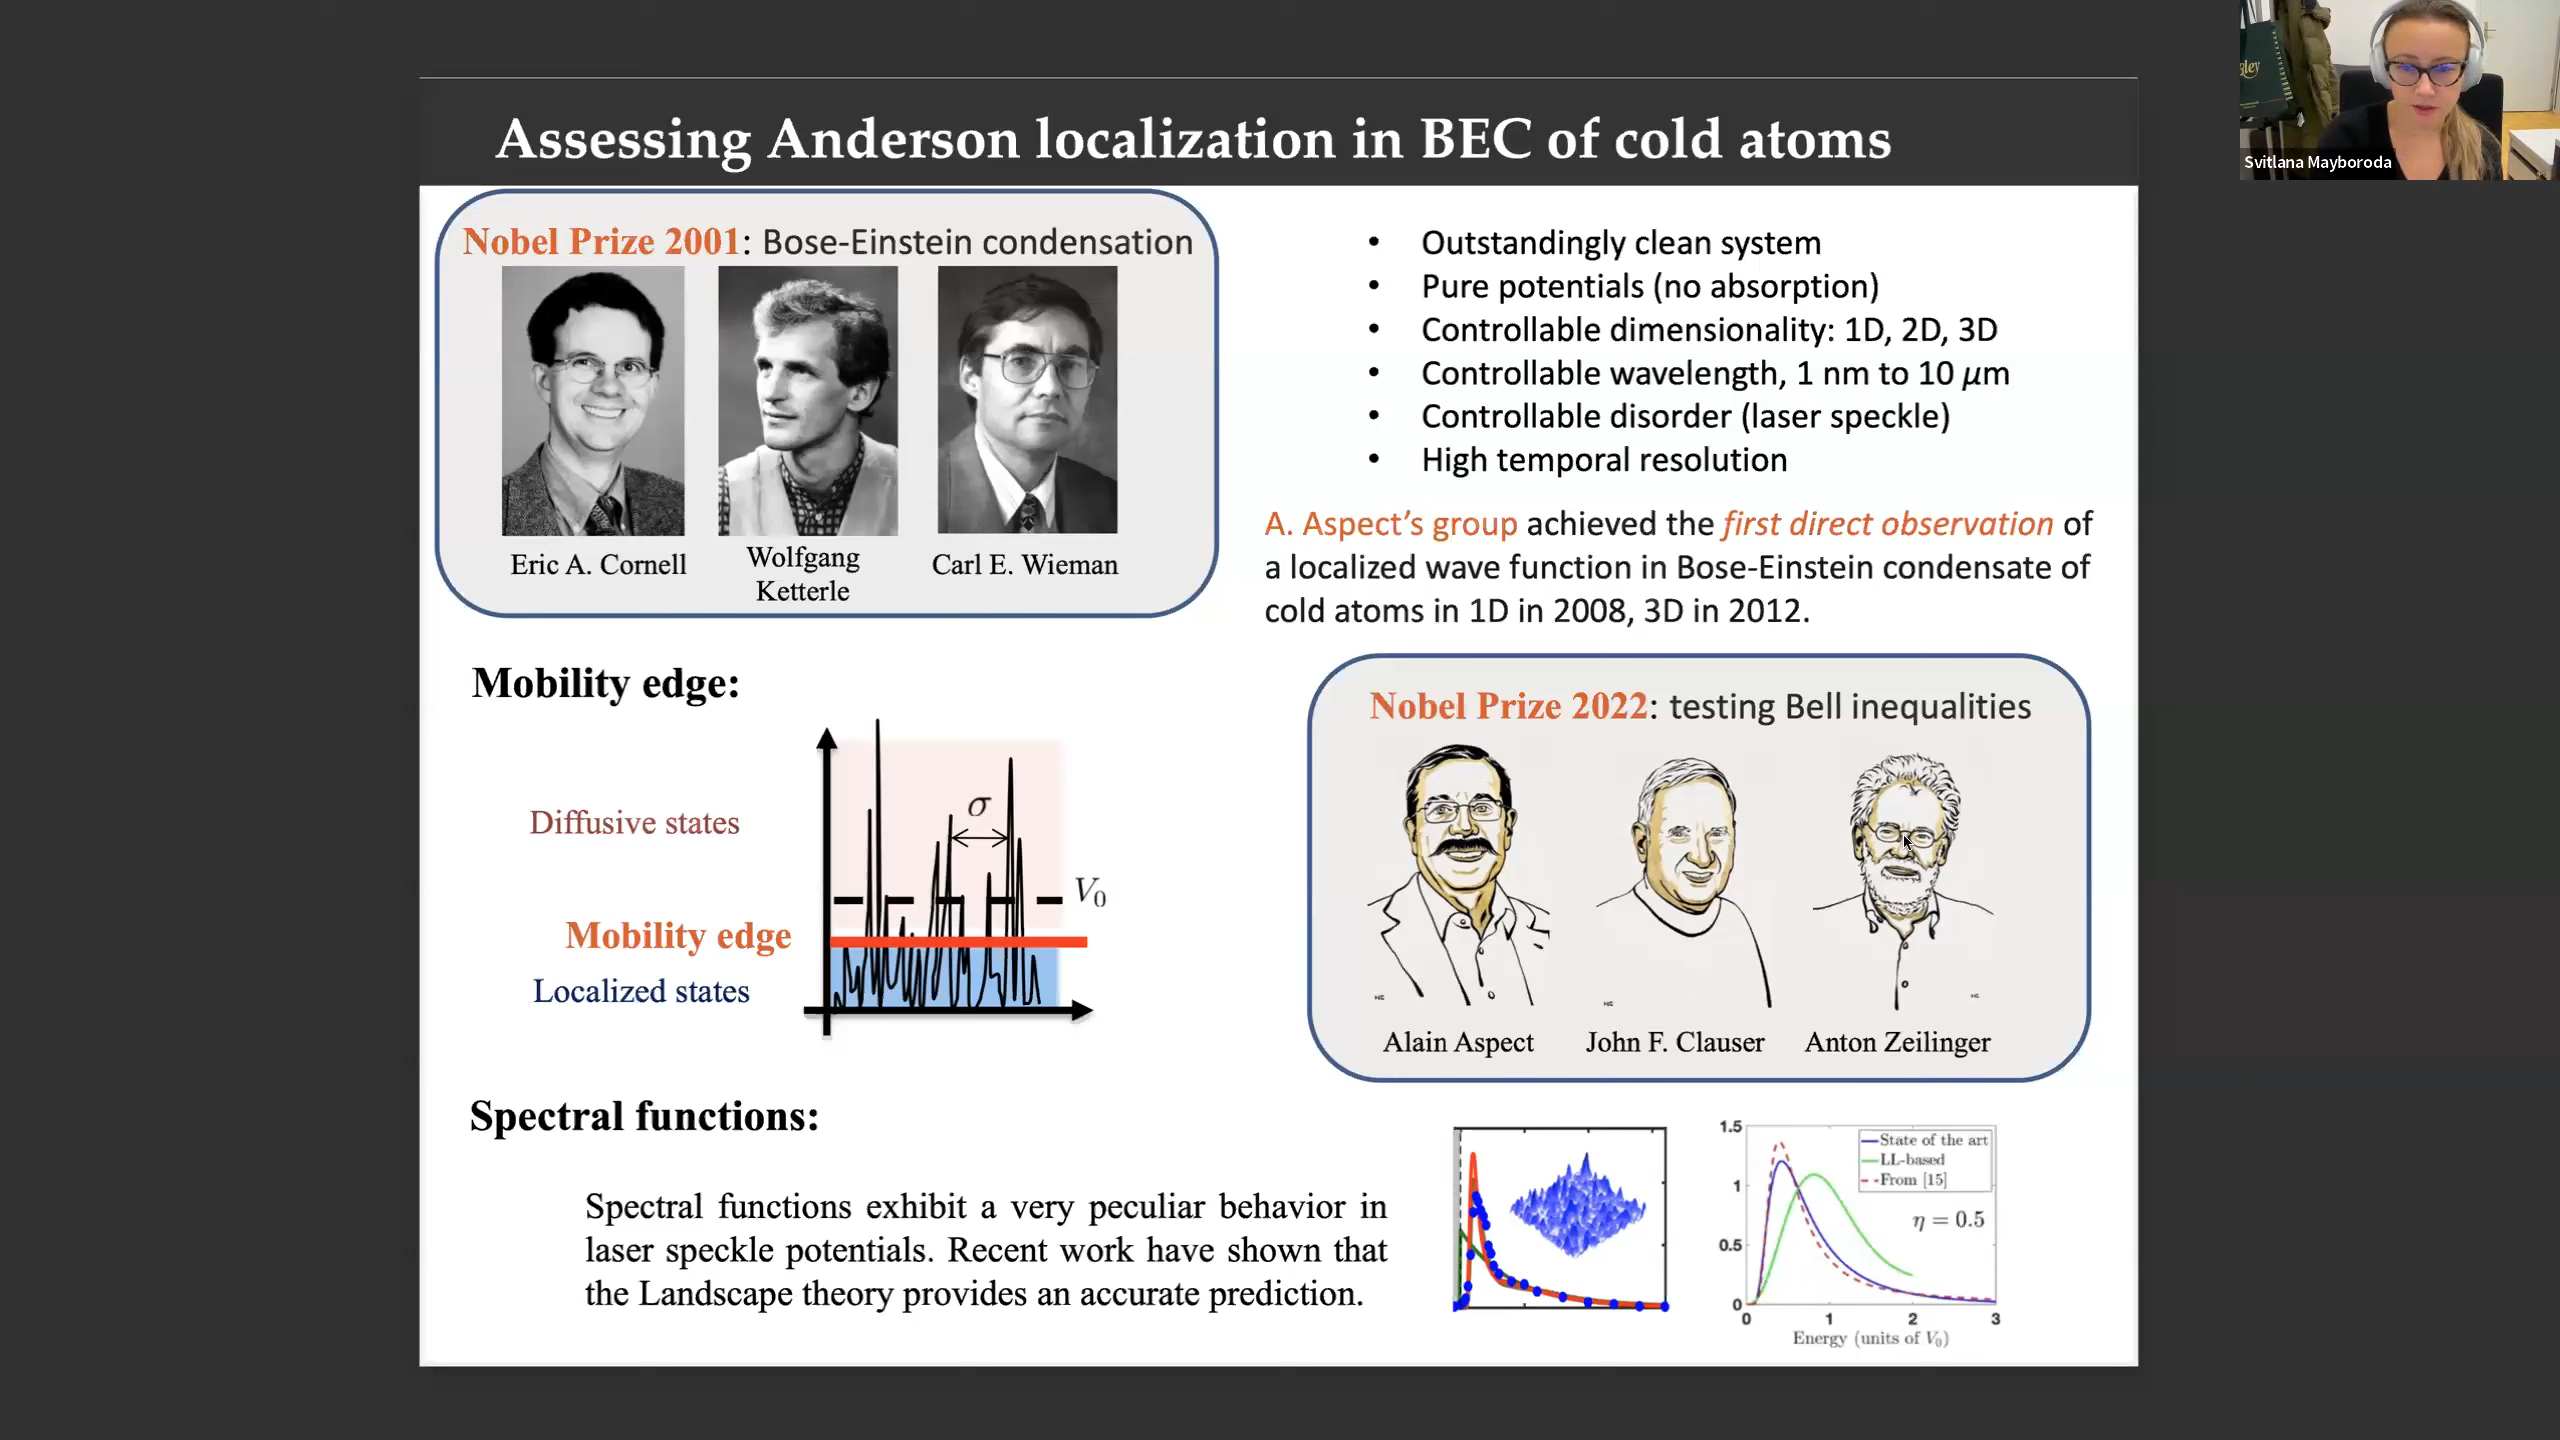 Assessing Anderson localization in BEC of cold atoms
Svitlana Mayboroda
Nobel Prize 2001: Bose-Einstein condensation
Eric A. Cornell
Wolfgang
Ketterle
Carl E. Wieman
• Outstandingly clean system
• Pure potentials (no absorption)
• Controllable dimensionality: 1D, 2D, 3D
• Controllable wavelength, 1 nm to 10 μm
• Controllable disorder (laser speckle)
• High temporal resolution
A. Aspect’s group achieved the first direct observation of
a localized wave function in Bose-Einstein condensate of
cold atoms in 1D in 2008, 3D in 2012.
Mobility edge:
Diffusive states
σ
V₀
Mobility edge
Localized states
Nobel Prize 2022: testing Bell inequalities
Alain Aspect
John F. Clauser
Anton Zeilinger
Spectral functions:
Spectral functions exhibit a very peculiar behavior in
laser speckle potentials. Recent work have shown that
the Landscape theory provides an accurate prediction.
1.5
1
0.5
0
State of the art
LL-based
From [15]
η = 0.5
0 1 2 3
Energy (units of V₀)